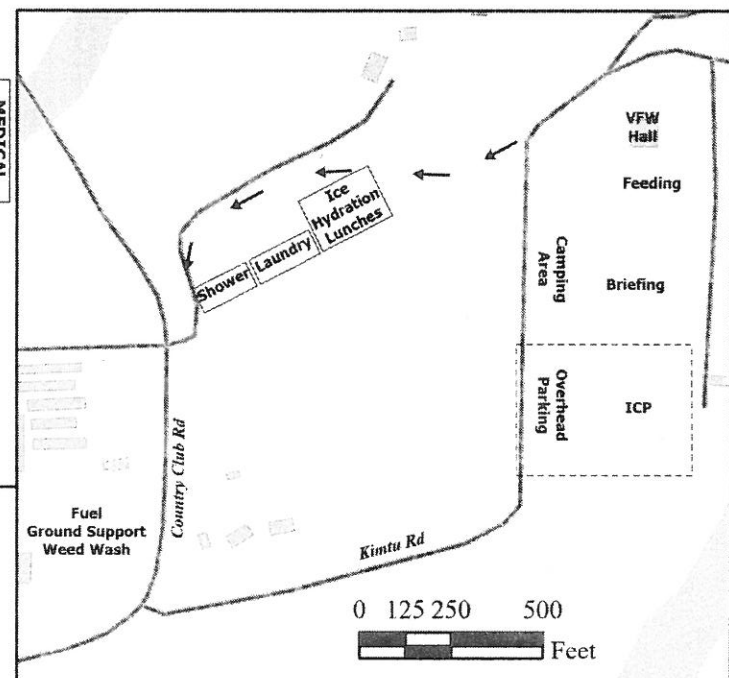 MEDICAL
VFW
Hall
Feeding
Ice
Hydration
Lunches
Laundry
Shower
Camping
Area
Briefing
Overhead
Parking
ICP
Country Club Rd
Fuel
Ground Support
Weed Wash
Kimtu Rd
0 125 250 500
Feet